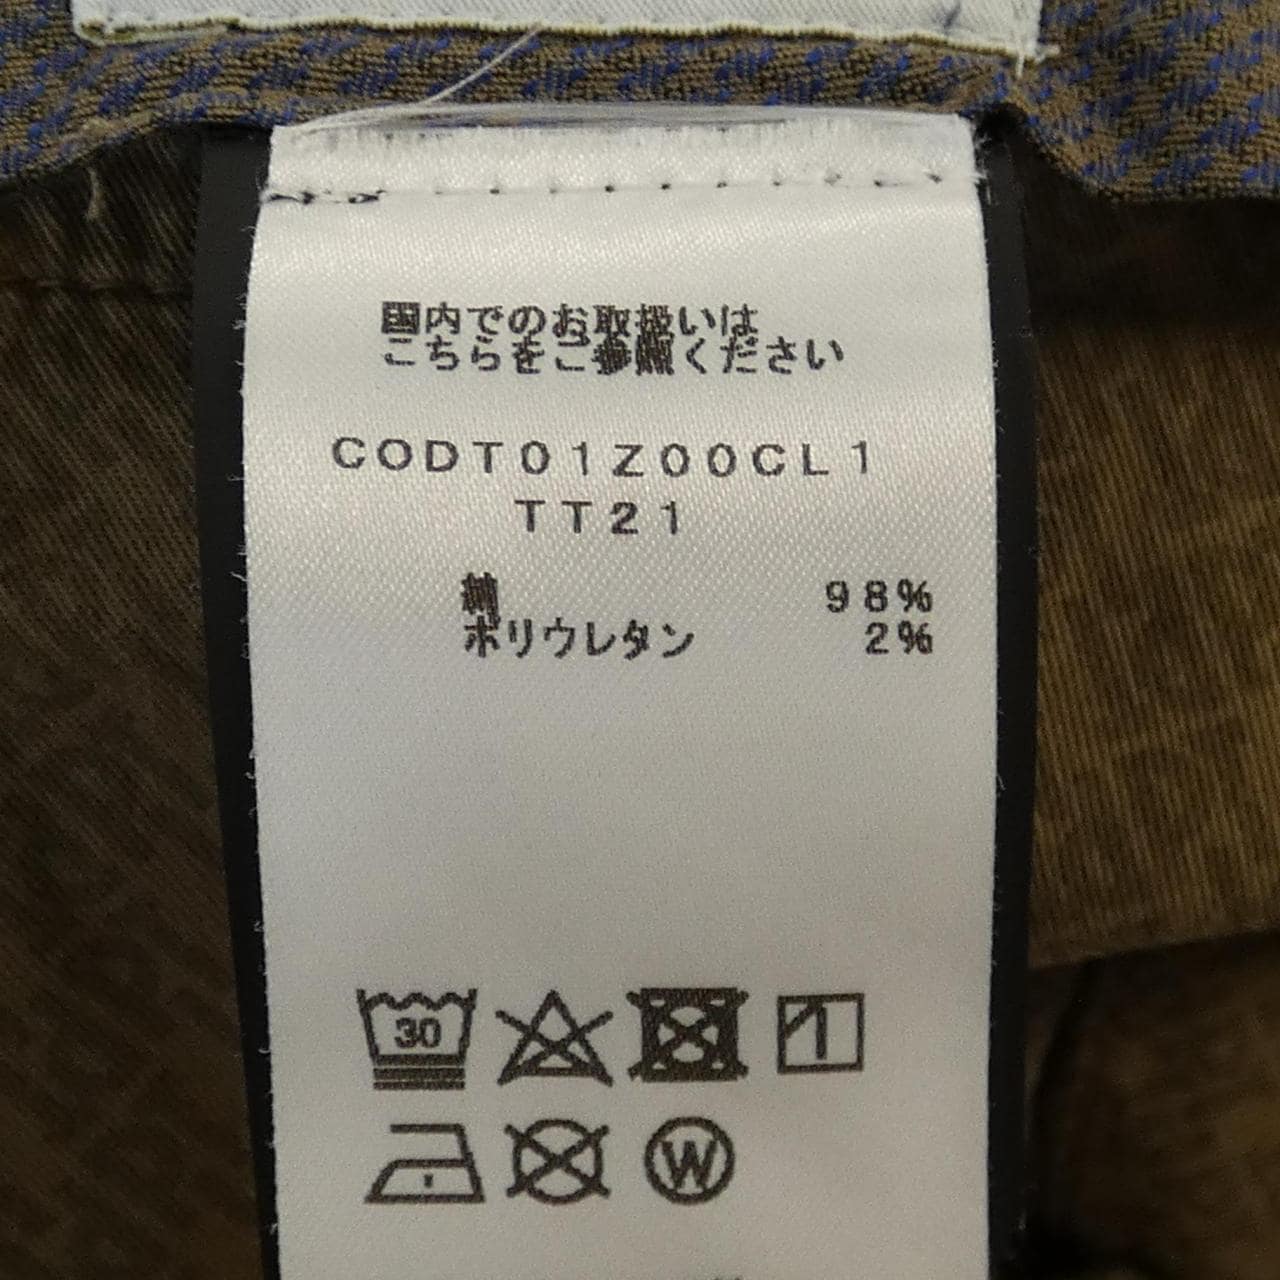 国内でのお取扱いは
こちらをご参照ください
CODT01Z00CL1
TT21
綿 98%
ポリウレタン 2%
30
W